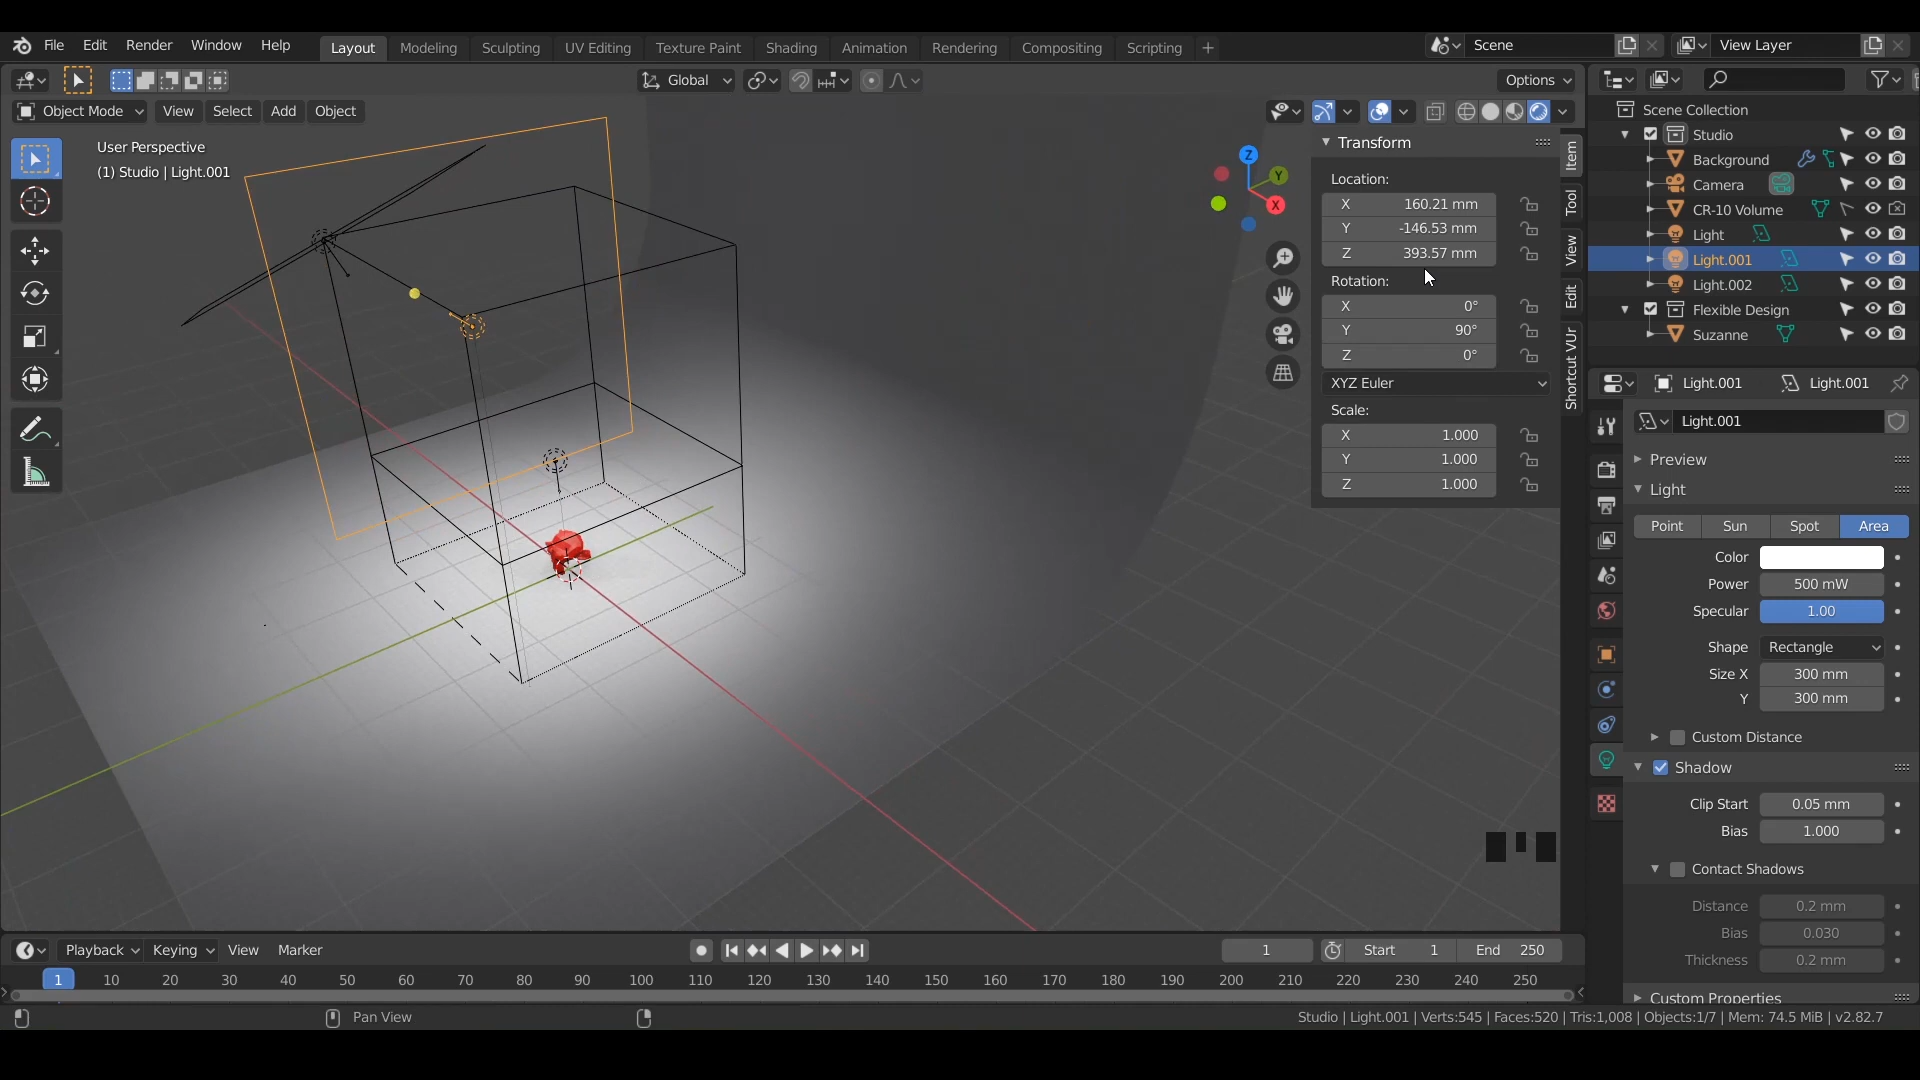 File Edit Render Window Help Layout Modeling Sculpting UV Editing Texture Paint Shading Animation Rendering Compositing Scripting + Scene View Layer
Global Options
Object Mode View Select Add Object
User Perspective
(1) Studio | Light.001
Z
Y
X
Transform
Location:
X 160.21 mm
Y -146.53 mm
Z 393.57 mm
Rotation:
X 0°
Y 90°
Z 0°
XYZ Euler
Scale:
X 1.000
Y 1.000
Z 1.000
Item
Tool
View
Edit
Shortcut VUr
Scene Collection
Studio
Background
Camera
CR-10 Volume
Light
Light.001
Light.002
Flexible Design
Suzanne
Light.001 Light.001
Light.001
Preview
Light
Point Sun Spot Area
Color
Power 500 mW
Specular 1.00
Shape Rectangle
Size X 300 mm
Y 300 mm
Custom Distance
Shadow
Clip Start 0.05 mm
Bias 1.000
Contact Shadows
Distance 0.2 mm
Bias 0.030
Thickness 0.2 mm
Custom Properties
Playback Keying View Marker 1 Start 1 End 250
1 10 20 30 40 50 60 70 80 90 100 110 120 130 140 150 160 170 180 190 200 210 220 230 240 250
Pan View
Studio | Light.001 | Verts:545 | Faces:520 | Tris:1,008 | Objects:1/7 | Mem: 74.5 MiB | v2.82.7